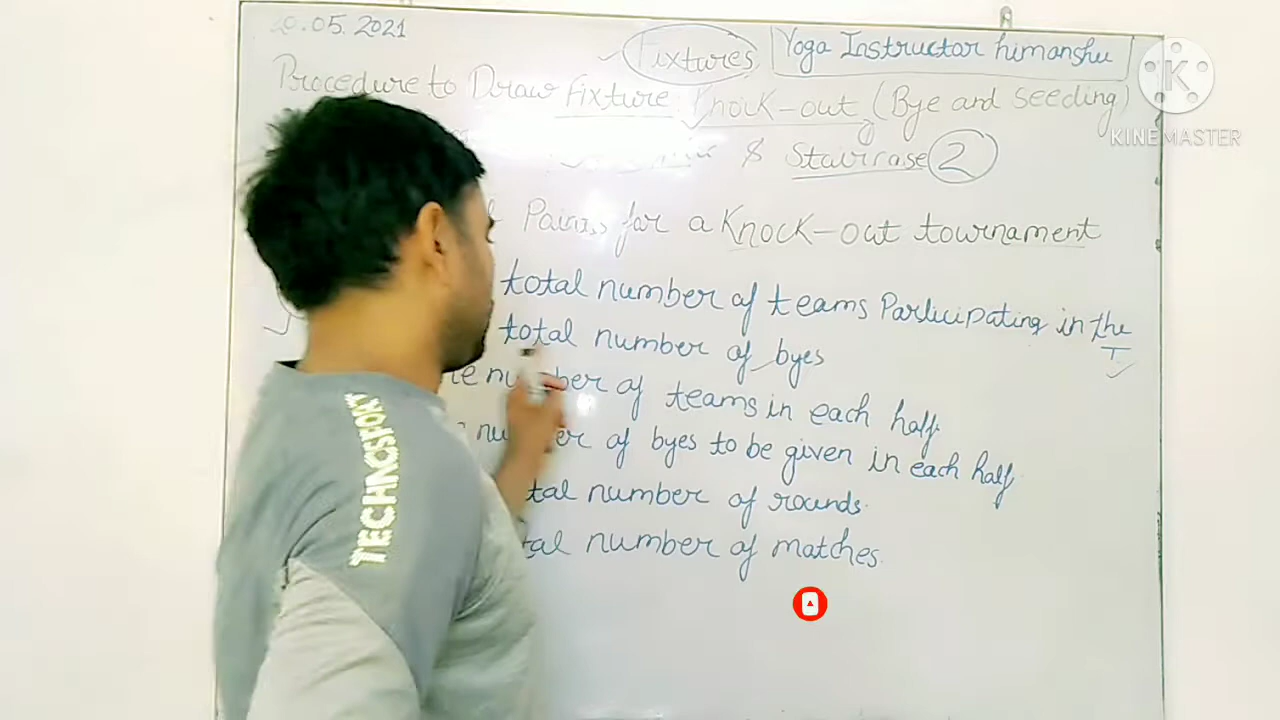 .05.2021
Fixtures
Yoga Instructor himanshu
Procedure to Draw Fixture Knock-out (Bye and Seeding)
& Staircase 2
for a Knock-out tournament
total number of teams Participating in the
T
total number of byes
number of teams in each half
number of byes to be given in each half.
tal number of rounds.
tal number of matches.
TECHNOSPORT
K
KINEMASTER